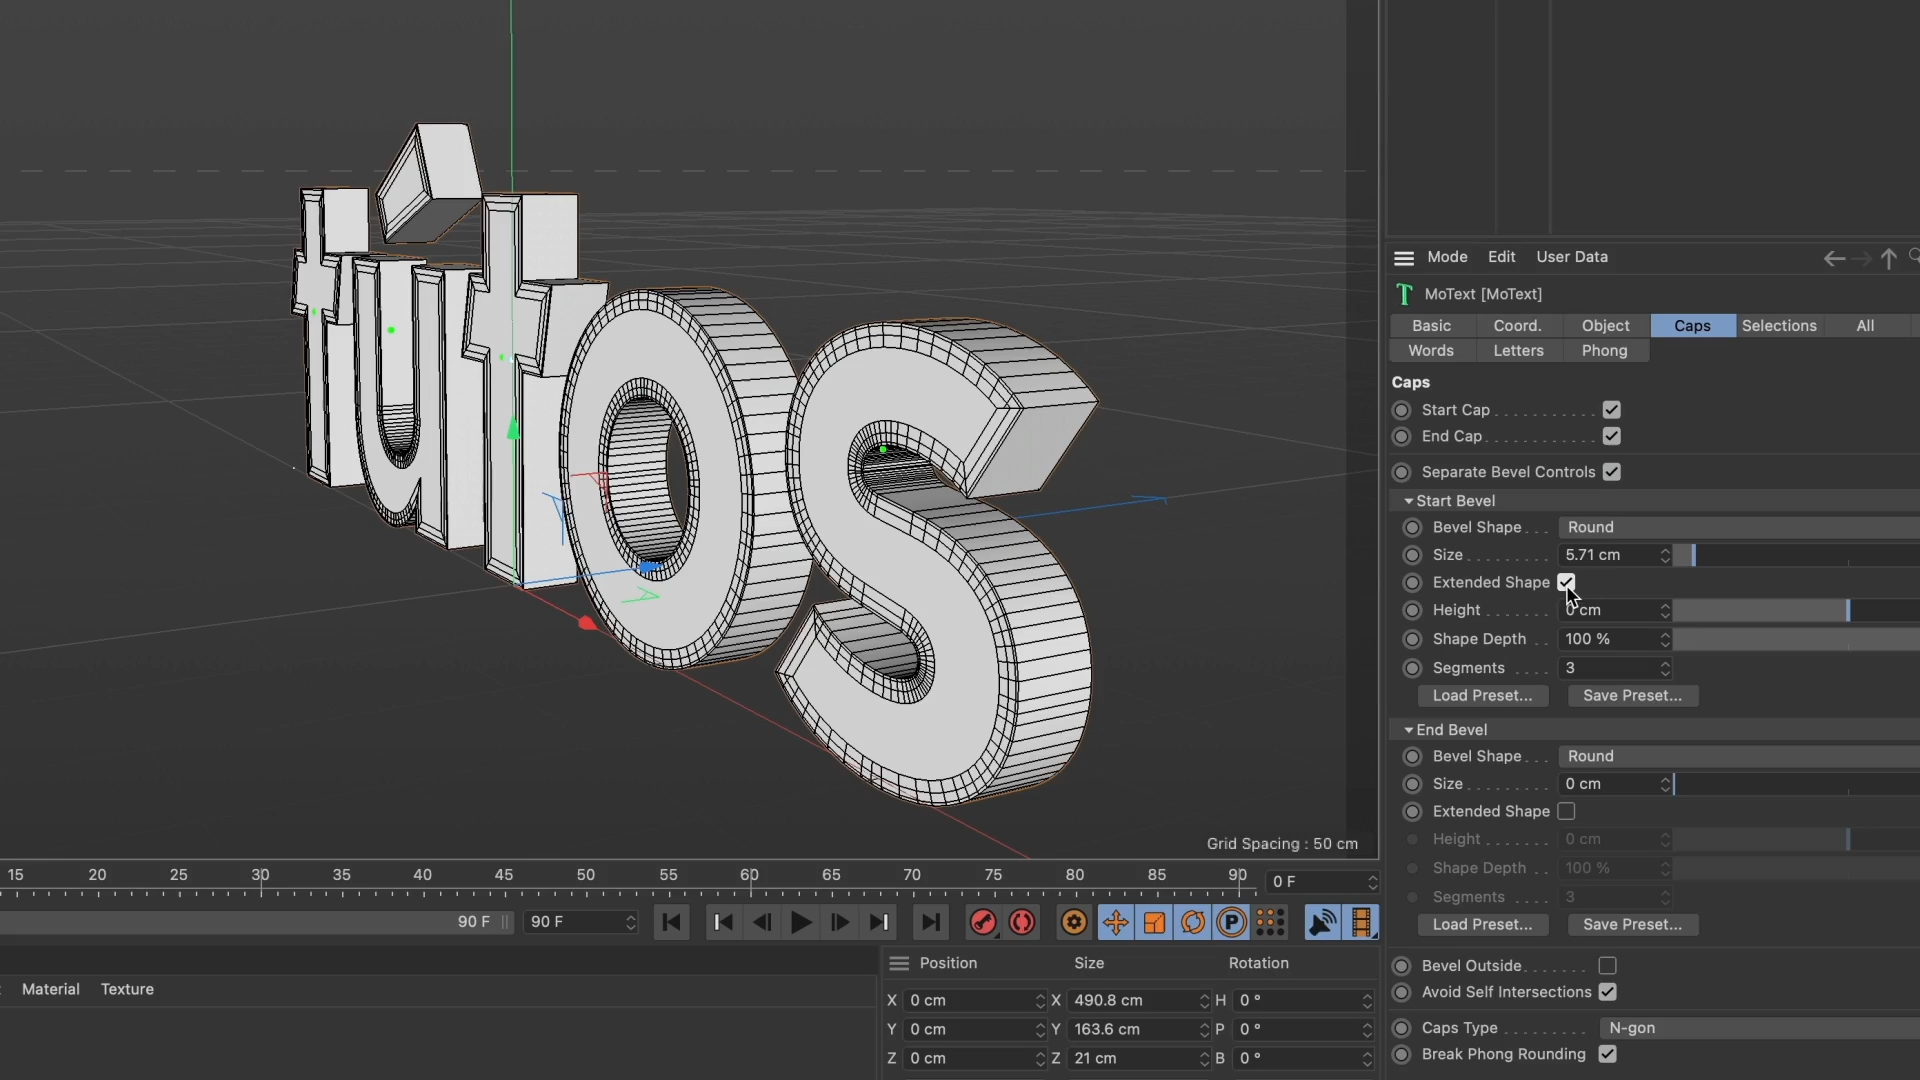 tútos
Grid Spacing : 50 cm
Mode Edit User Data
MoText [MoText]
Basic Coord. Object Caps Selections All
Words Letters Phong
Caps
Start Cap
End Cap
Separate Bevel Controls
Start Bevel
Bevel Shape Round
Size 5.71 cm
Extended Shape
Height 0 cm
Shape Depth 100 %
Segments 3
Load Preset... Save Preset...
End Bevel
Bevel Shape Round
Size 0 cm
Extended Shape
Height 0 cm
Shape Depth 100 %
Segments 3
Load Preset... Save Preset...
Bevel Outside
Avoid Self Intersections
Caps Type N-gon
Break Phong Rounding
15 20 25 30 35 40 45 50 55 60 65 70 75 80 85 90 0 F
90 F 90 F
P
Material Texture
Position Size Rotation
X 0 cm X 490.8 cm H 0 °
Y 0 cm Y 163.6 cm P 0 °
Z 0 cm Z 21 cm B 0 °